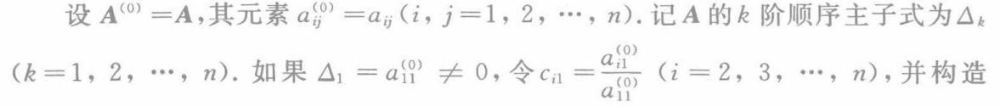 设 $\boldsymbol{A}^{(0)}=\boldsymbol{A}$,其元素 $a_{ij}^{(0)}=a_{ij}(i, j=1, 2, \cdots, n)$. 记 $\boldsymbol{A}$ 的 $k$ 阶顺序主子式为 $\Delta_k$
$(k=1, 2, \cdots, n)$. 如果 $\Delta_1=a_{11}^{(0)}\neq 0$, 令 $c_{i1}=\dfrac{a_{i1}^{(0)}}{a_{11}^{(0)}}$ $(i=2, 3, \cdots, n)$, 并构造